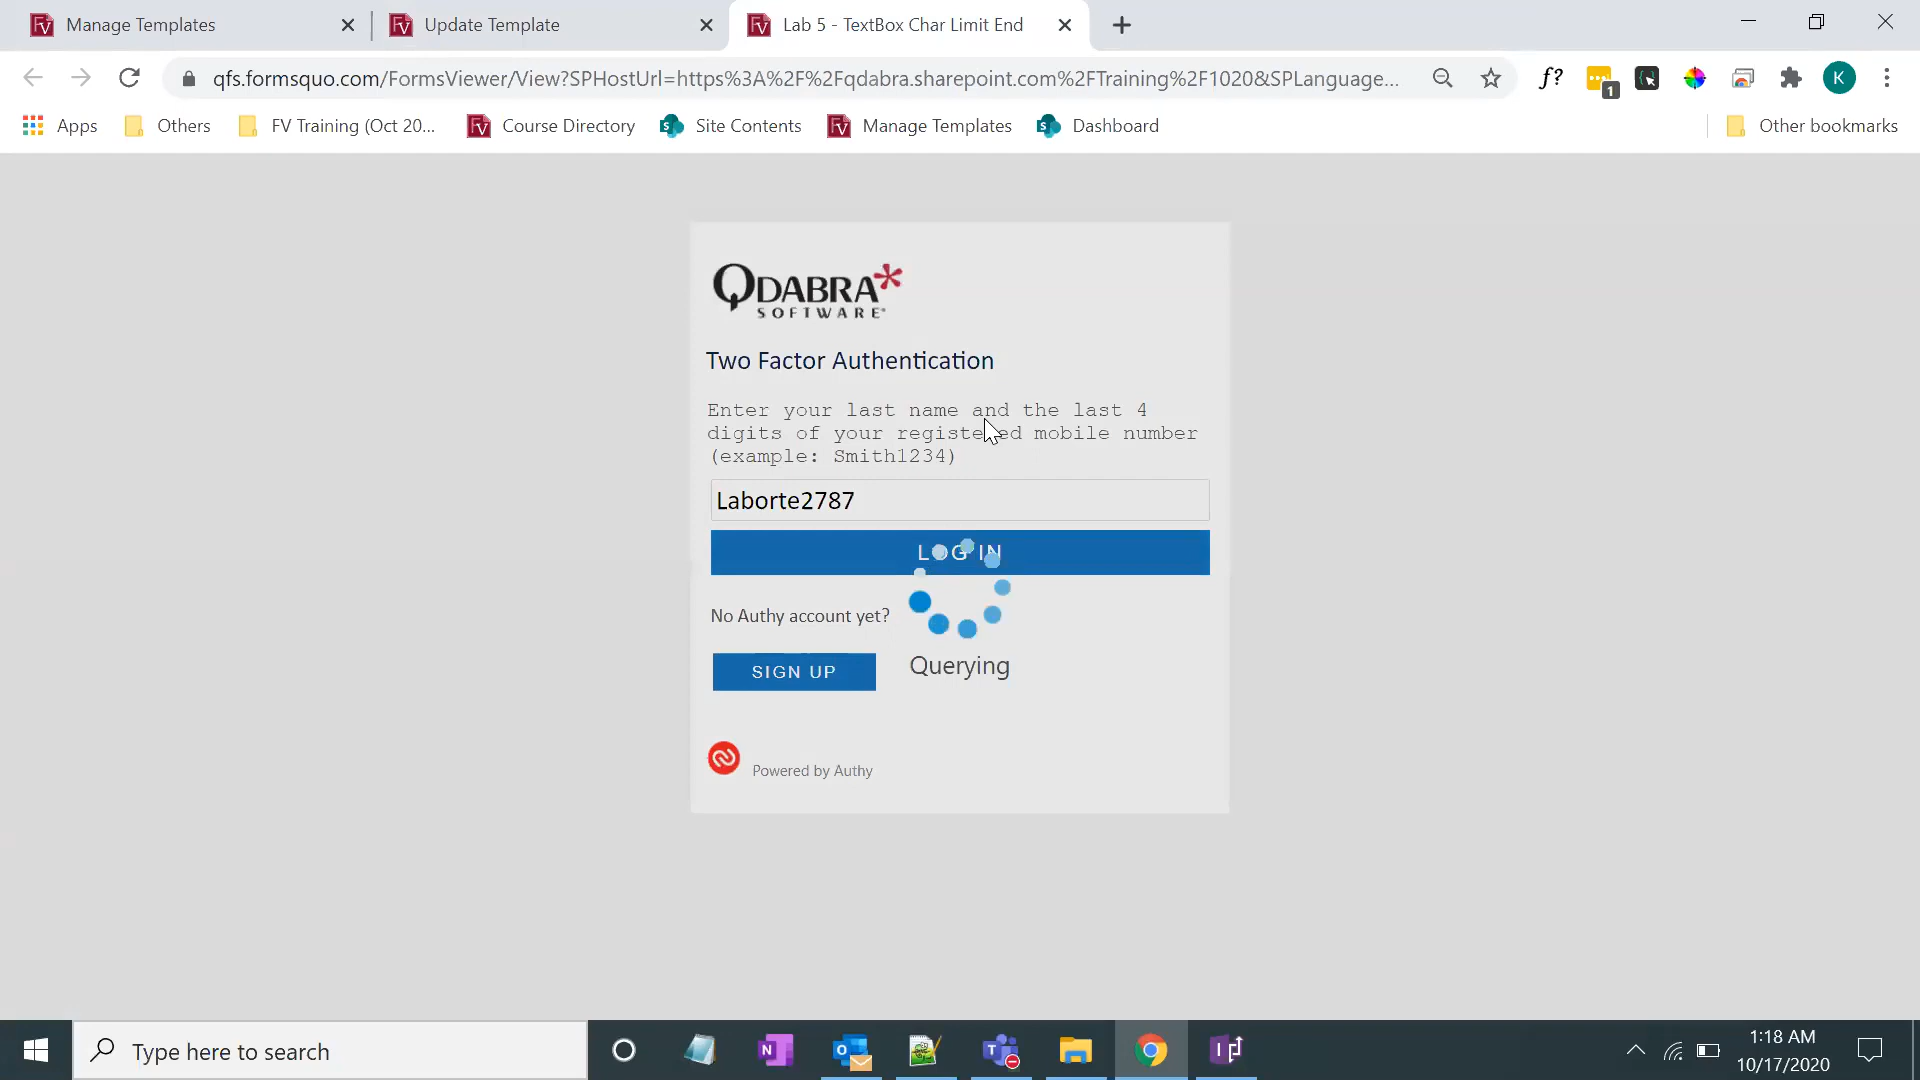 Manage Templates
Update Template
Lab 5 - TextBox Char Limit End
qfs.formsquo.com/FormsViewer/View?SPHostUrl=https%3A%2F%2Fqdabra.sharepoint.com%2FTraining%2F1020&SPLanguage...
f?
1
K
Apps
Others
FV Training (Oct 20...
Course Directory
Site Contents
Manage Templates
Dashboard
Other bookmarks
QDABRA
SOFTWARE
Two Factor Authentication
Enter your last name and the last 4
digits of your registered mobile number
(example: Smith1234)
Laborte2787
LOG IN
No Authy account yet?
SIGN UP
Querying
Powered by Authy
Type here to search
1:18 AM
10/17/2020